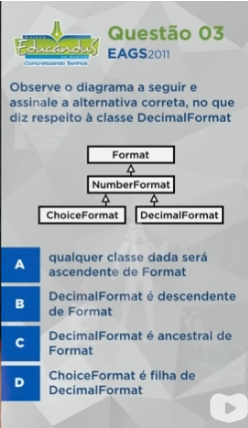 Educandus
Concretizando Sonhos
Questão 03
EAGS2011
Observe o diagrama a seguir e
assinale a alternativa correta, no que
diz respeito à classe DecimalFormat
Format
NumberFormat
ChoiceFormat
DecimalFormat
A
qualquer classe dada será
ascendente de Format
B
DecimalFormat é descendente
de Format
C
DecimalFormat é ancestral de
Format
D
ChoiceFormat é filha de
DecimalFormat